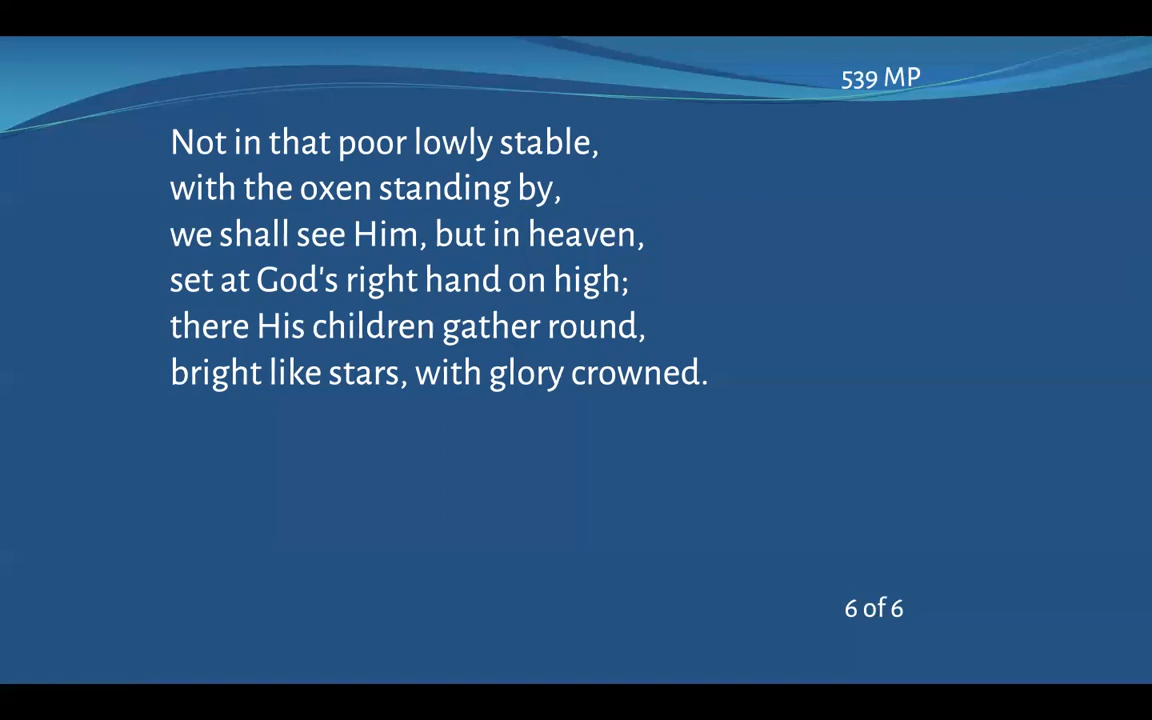 539 MP
Not in that poor lowly stable,
with the oxen standing by,
we shall see Him, but in heaven,
set at God's right hand on high;
there His children gather round,
bright like stars, with glory crowned.
6 of 6